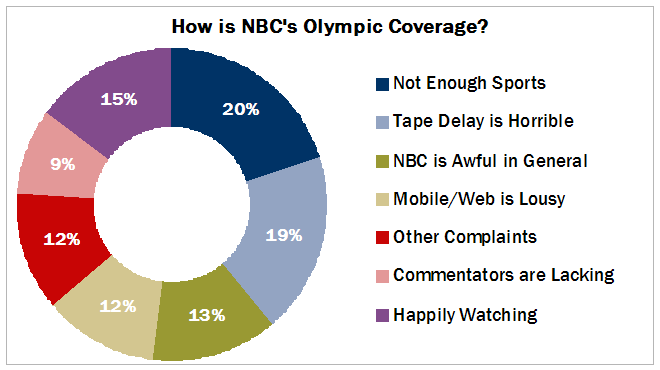 How is NBC's Olympic Coverage?
15%
20%
9%
19%
12%
12%
13%
Not Enough Sports
Tape Delay is Horrible
NBC is Awful in General
Mobile/Web is Lousy
Other Complaints
Commentators are Lacking
Happily Watching